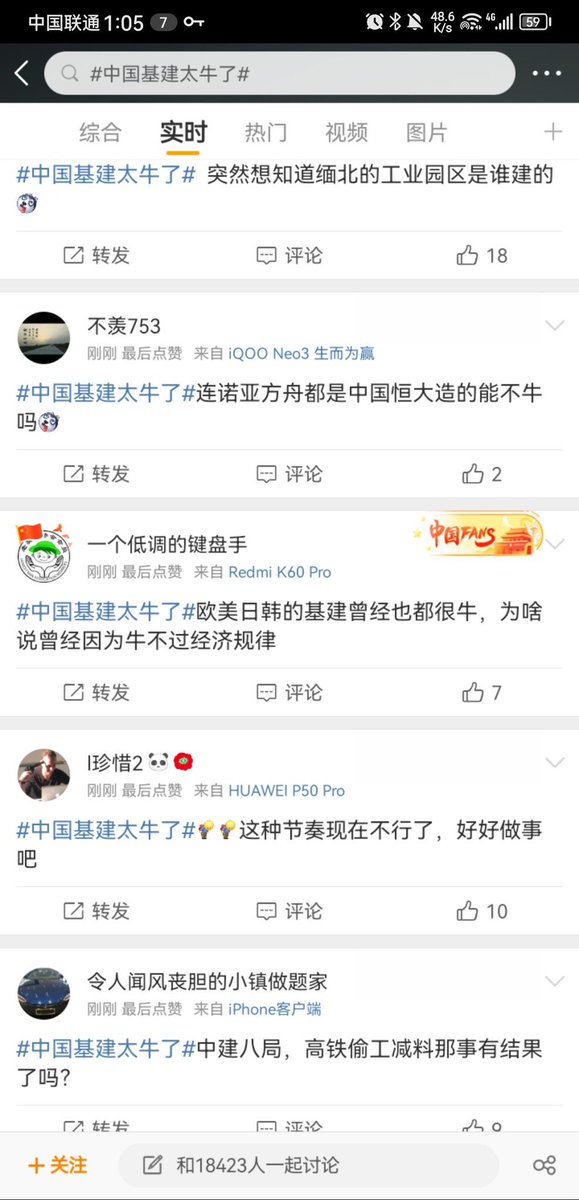 中国联通 1:05 7
48.6 K/s 4G 59
#中国基建太牛了#
综合 实时 热门 视频 图片
#中国基建太牛了# 突然想知道缅北的工业园区是谁建的
转发 评论 18
不羡753
刚刚 最后点赞 来自 iQOO Neo3 生而为赢
#中国基建太牛了#连诺亚方舟都是中国恒大造的能不牛
吗
转发 评论 2
中国FANS
一个低调的键盘手
刚刚 最后点赞 来自 Redmi K60 Pro
#中国基建太牛了#欧美日韩的基建曾经也都很牛，为啥
说曾经因为牛不过经济规律
转发 评论 7
l珍惜2
刚刚 最后点赞 来自 HUAWEI P50 Pro
#中国基建太牛了#这种节奏现在不行了，好好做事
吧
转发 评论 10
令人闻风丧胆的小镇做题家
刚刚 最后点赞 来自 iPhone客户端
#中国基建太牛了#中建八局，高铁偷工减料那事有结果
了吗？
转发 评论 9
+关注 和18423人一起讨论